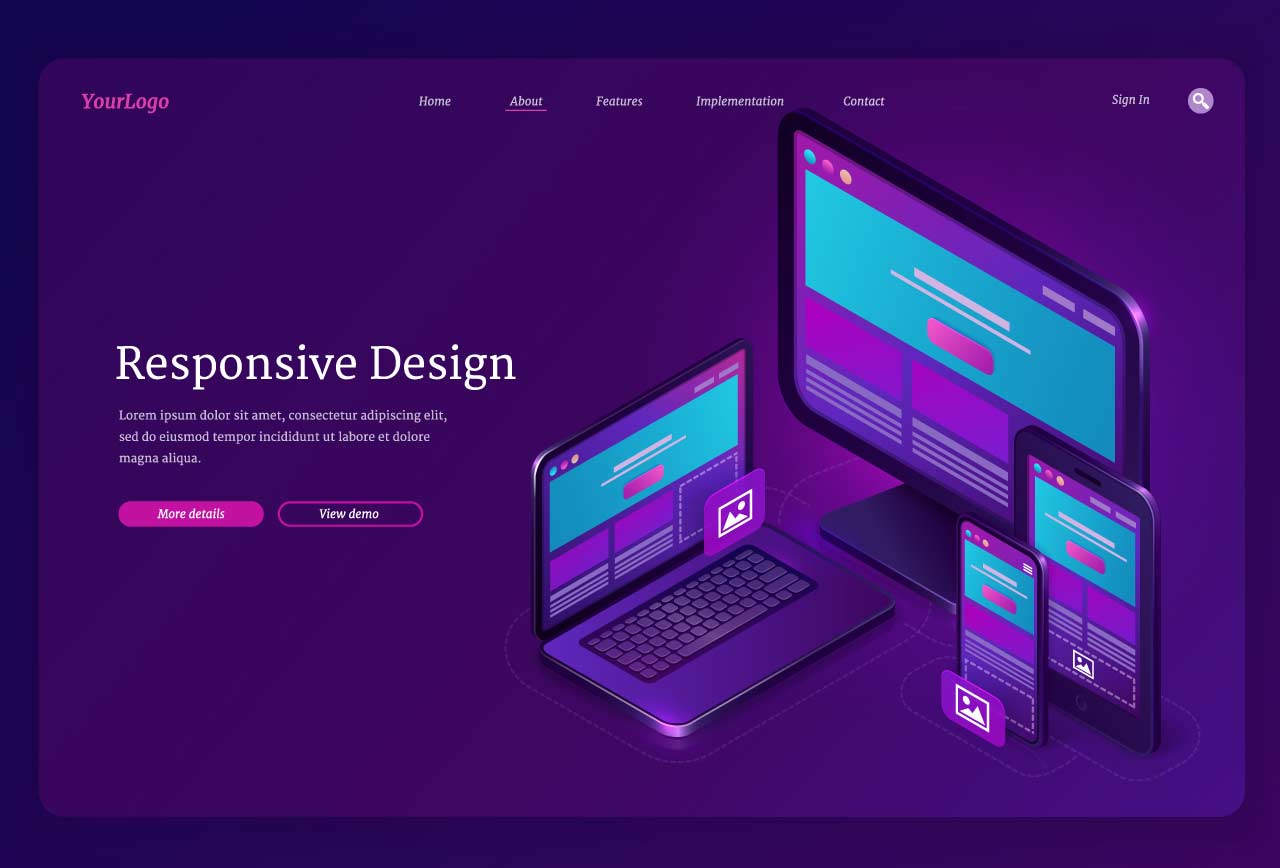 YourLogo
Home
About
Features
Implementation
Contact
Sign In
Responsive Design
Lorem ipsum dolor sit amet, consectetur adipiscing elit,
sed do eiusmod tempor incididunt ut labore et dolore
magna aliqua.
More details
View demo